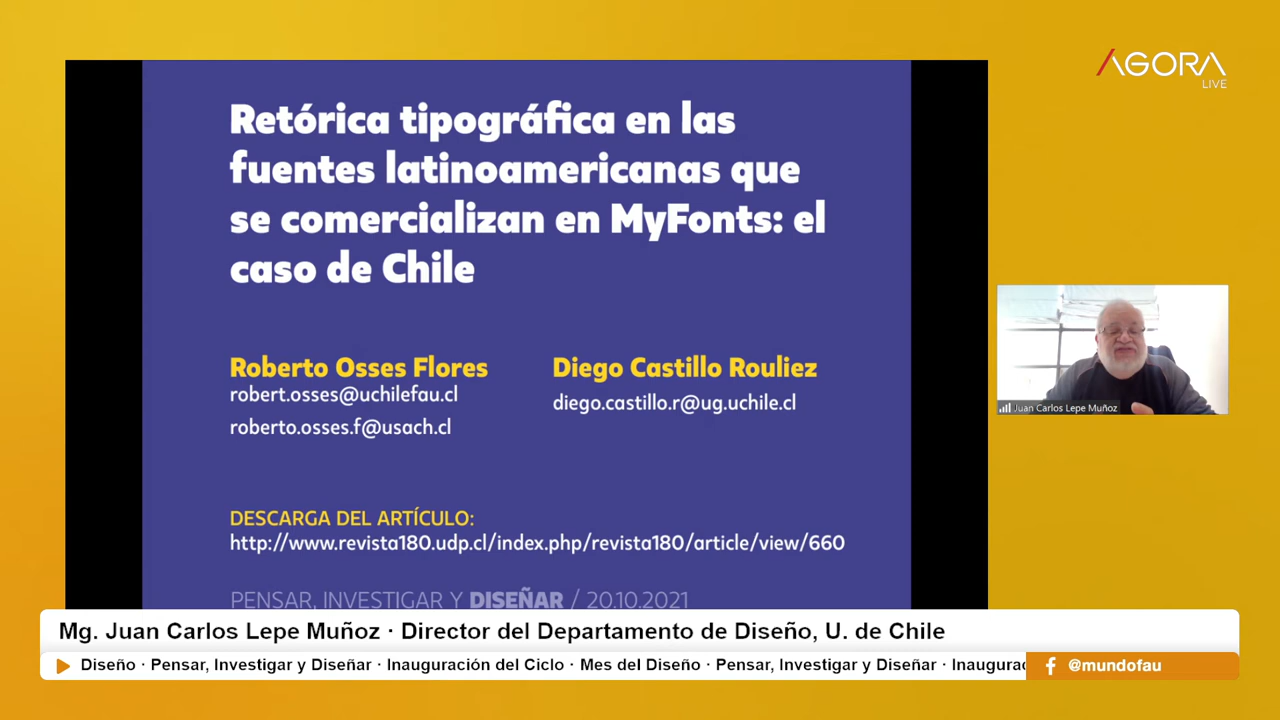 AGORA
LIVE
Retórica tipográfica en las
fuentes latinoamericanas que
se comercializan en MyFonts: el
caso de Chile
Roberto Osses Flores
robert.osses@uchilefau.cl
roberto.osses.f@usach.cl
Diego Castillo Rouliez
diego.castillo.r@ug.uchile.cl
DESCARGA DEL ARTÍCULO:
http://www.revista180.udp.cl/index.php/revista180/article/view/660
PENSAR, INVESTIGAR Y DISEÑAR / 20.10.2021
Juan Carlos Lepe Muñoz
Mg. Juan Carlos Lepe Muñoz · Director del Departamento de Diseño, U. de Chile
Diseño · Pensar, Investigar y Diseñar · Inauguración del Ciclo · Mes del Diseño · Pensar, Investigar y Diseñar · Inaugurac
@mundofau